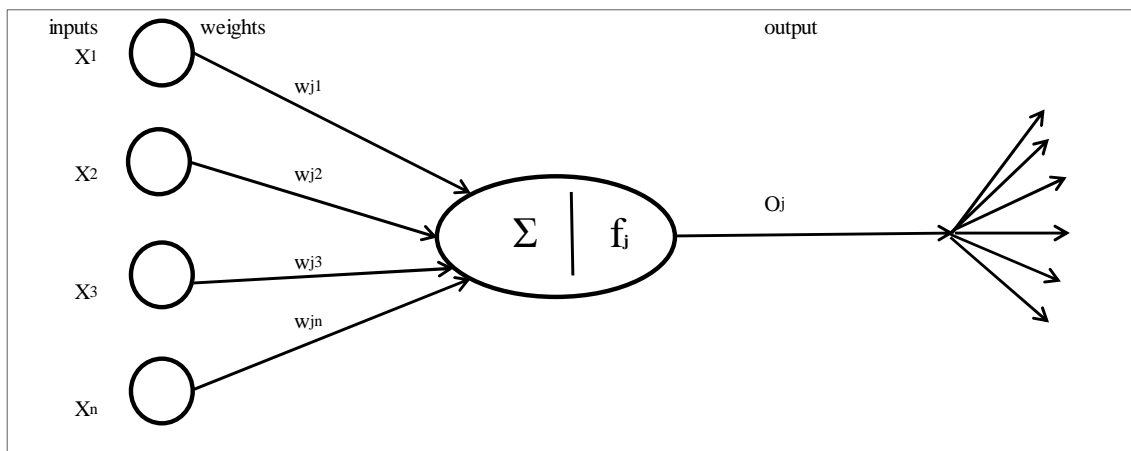 inputs weights output
X1
wj1
X2 wj2
Oj
Σ fj
X3 wj3
wjn
Xn